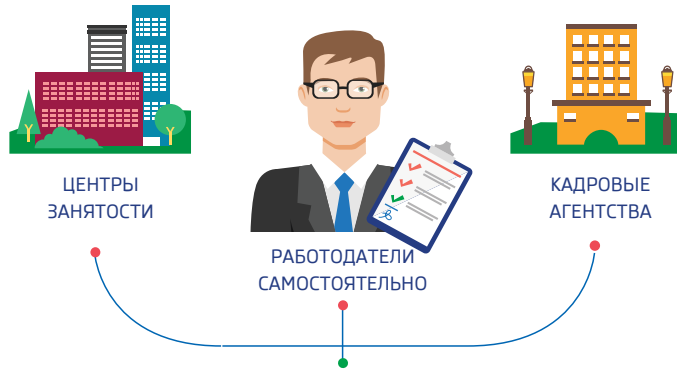 ЦЕНТРЫ
ЗАНЯТОСТИ
РАБОТОДАТЕЛИ
САМОСТОЯТЕЛЬНО
КАДРОВЫЕ
АГЕНТСТВА